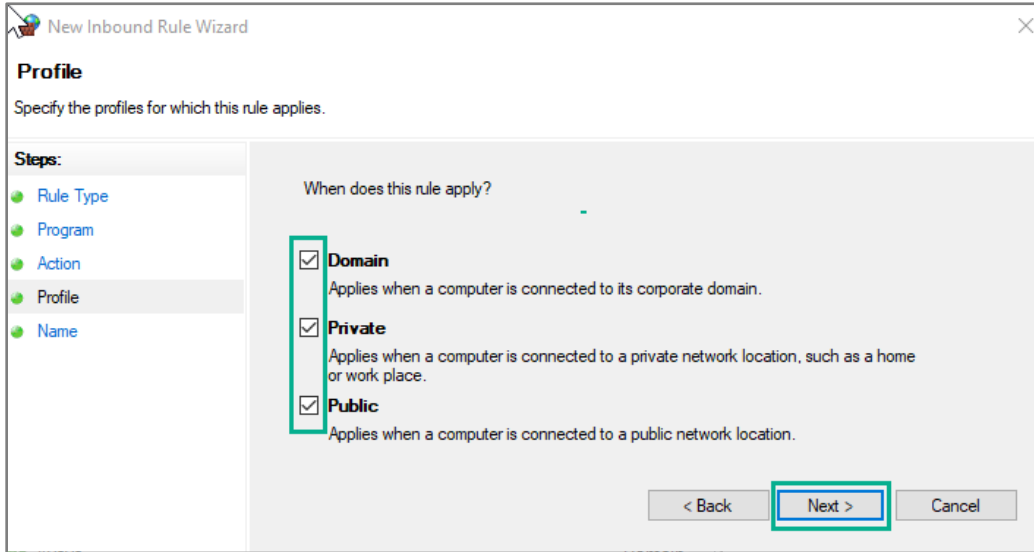 New Inbound Rule Wizard
Profile
Specify the profiles for which this rule applies.
Steps:
Rule Type
Program
Action
Profile
Name
When does this rule apply?
Domain
Applies when a computer is connected to its corporate domain.
Private
Applies when a computer is connected to a private network location, such as a home
or work place.
Public
Applies when a computer is connected to a public network location.
< Back
Next >
Cancel